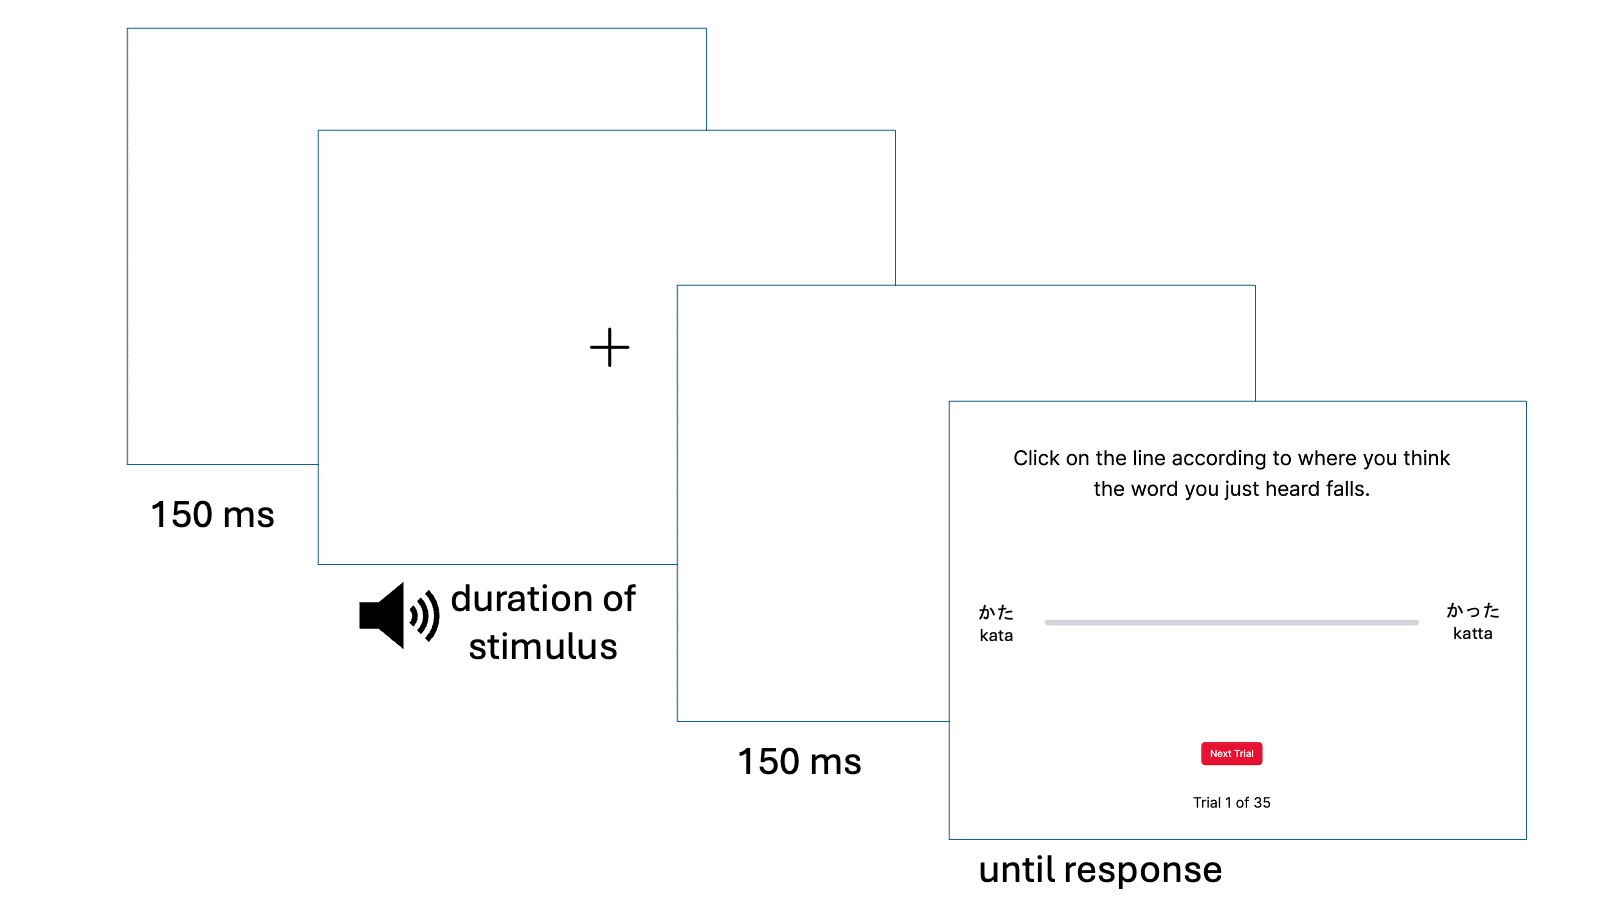 150 ms
duration of
stimulus
150 ms
Click on the line according to where you think
the word you just heard falls.
かた
kata
かった
katta
Next Trial
Trial 1 of 35
until response